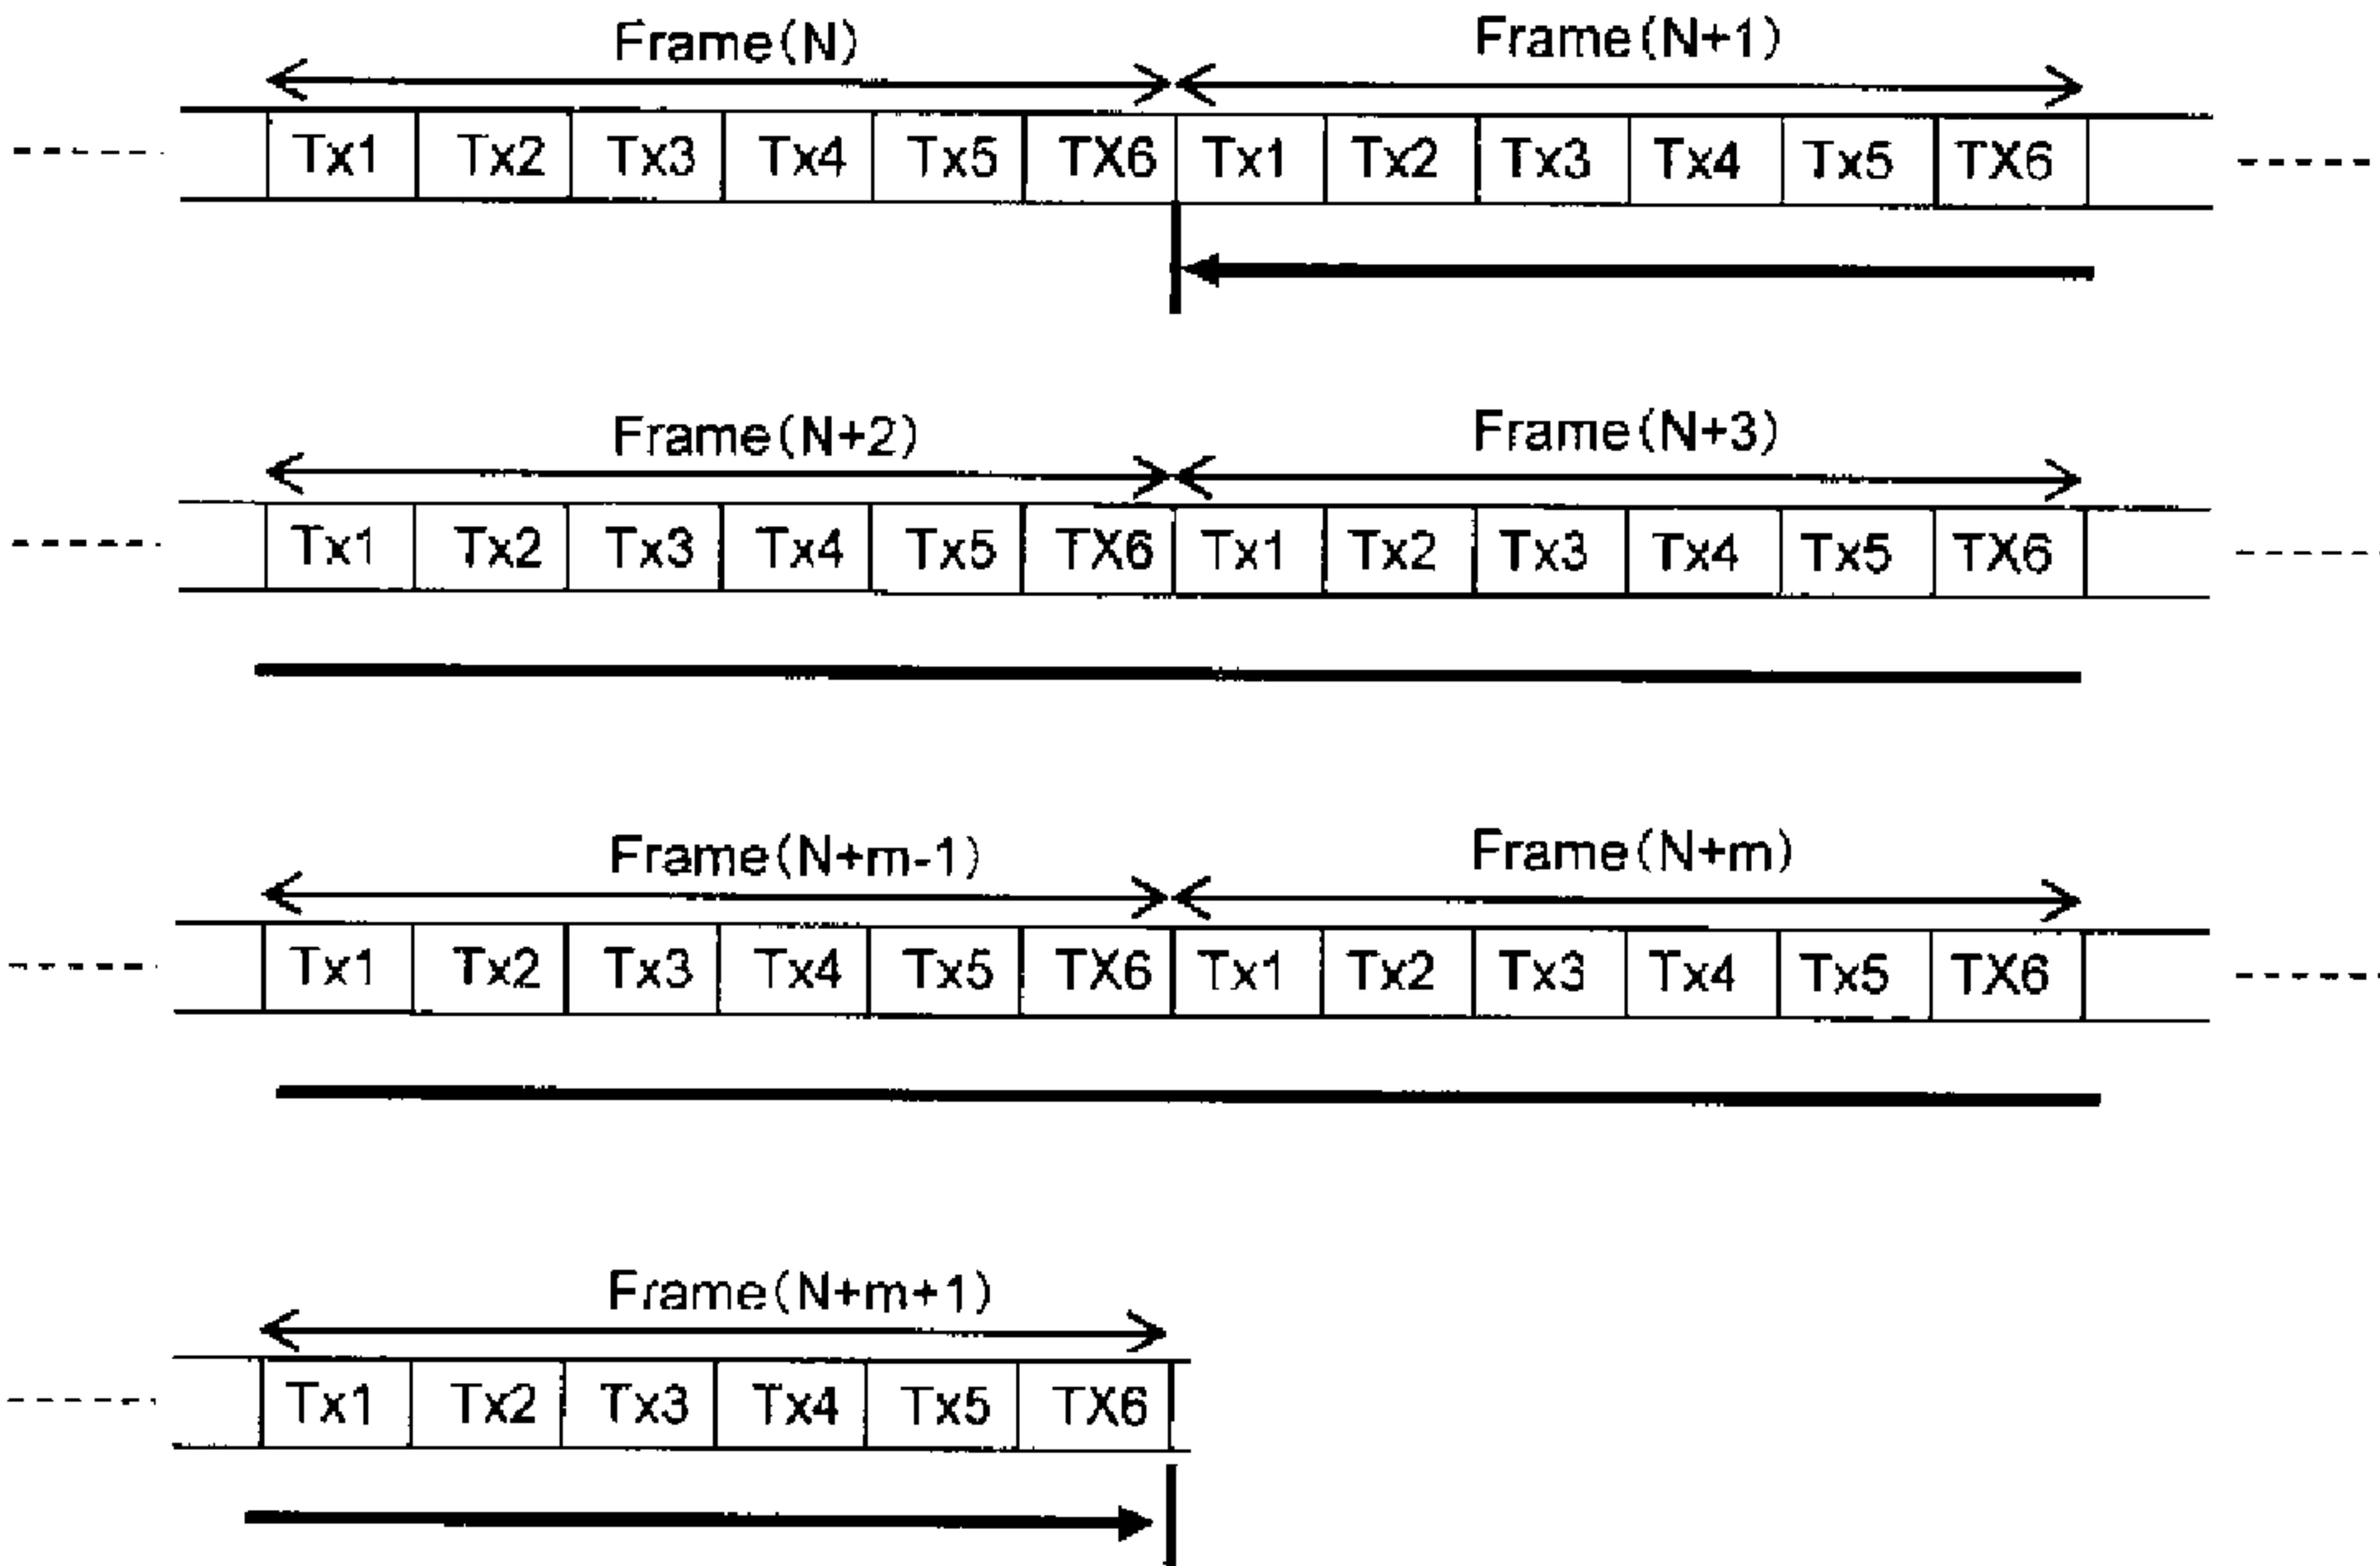 Frame(N) Frame(N+1)
Tx1 Tx2 Tx3 Tx4 Tx5 TX6 Tx1 Tx2 Tx3 Tx4 Tx5 TX6
Frame(N+2) Frame(N+3)
Tx1 Tx2 Tx3 Tx4 Tx5 TX6 Tx1 Tx2 Tx3 Tx4 Tx5 TX6
Frame(N+m-1) Frame(N+m)
Tx1 Tx2 Tx3 Tx4 Tx5 TX6 Tx1 Tx2 Tx3 Tx4 Tx5 TX6
Frame(N+m+1)
Tx1 Tx2 Tx3 Tx4 Tx5 TX6